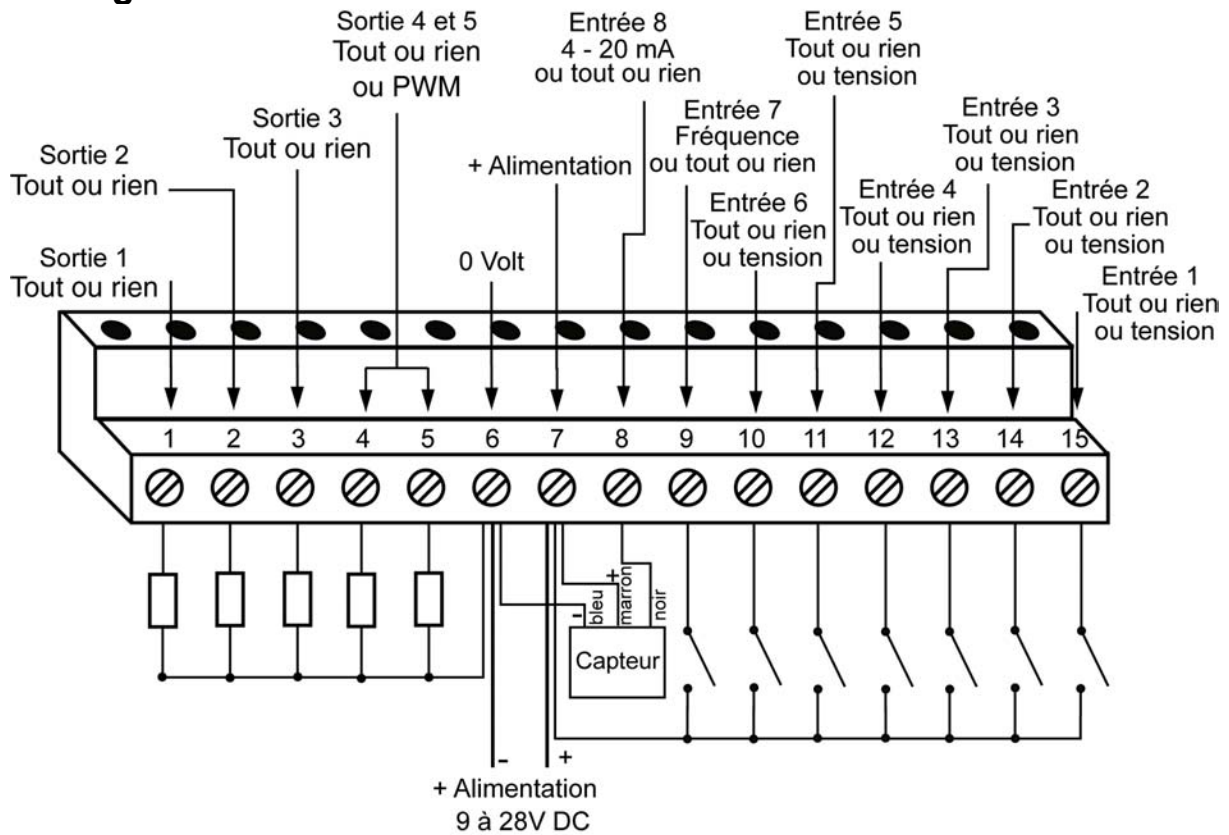 Sortie 4 et 5
Tout ou rien
ou PWM
Entrée 8
4 - 20 mA
ou tout ou rien
Entrée 5
Tout ou rien
ou tension
Sortie 3
Tout ou rien
Entrée 7
Fréquence
ou tout ou rien
Entrée 3
Tout ou rien
ou tension
Sortie 2
Tout ou rien
+ Alimentation
Entrée 6
Tout ou rien
ou tension
Entrée 4
Tout ou rien
ou tension
Entrée 2
Tout ou rien
ou tension
Sortie 1
Tout ou rien
0 Volt
Entrée 1
Tout ou rien
ou tension
1 2 3 4 5 6 7 8 9 10 11 12 13 14 15
- bleu
+ marron
noir
Capteur
- +
+ Alimentation
9 à 28V DC